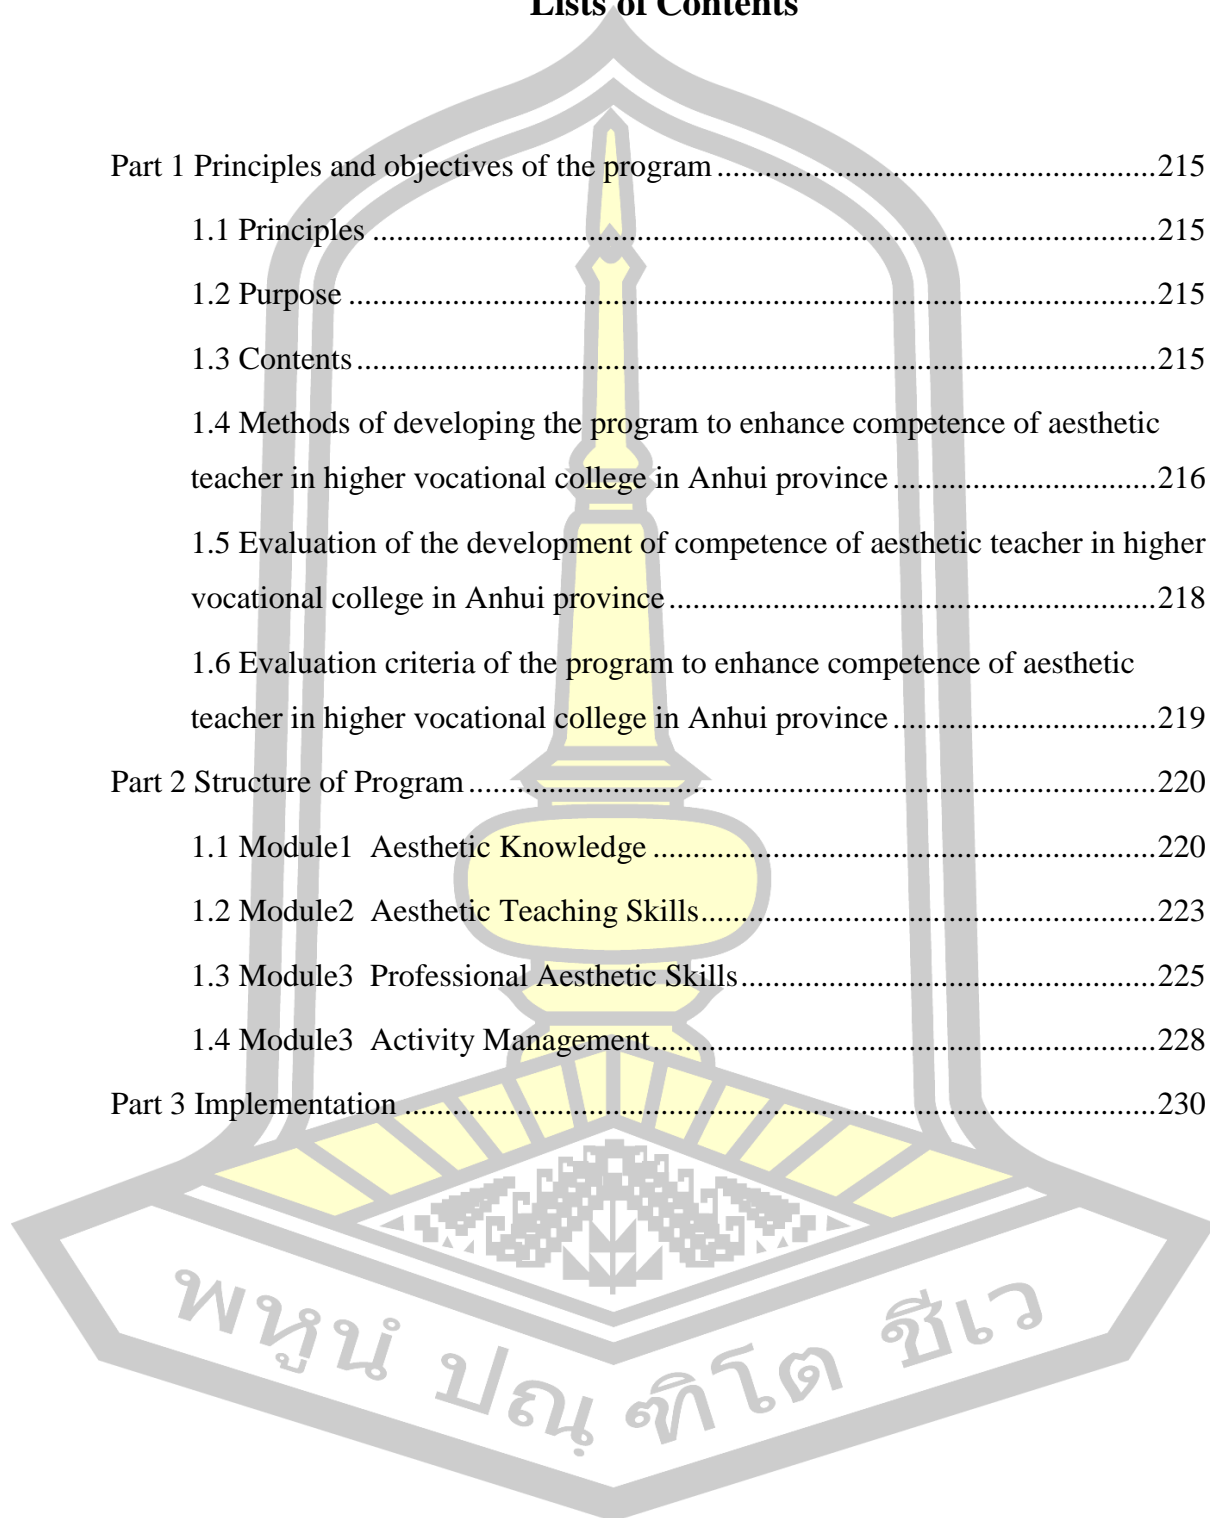 Lists of Contents
Part 1 Principles and objectives of the program.......................................................215
1.1 Principles..................................................................................................215
1.2 Purpose.....................................................................................................215
1.3 Contents....................................................................................................215
1.4 Methods of developing the program to enhance competence of aesthetic
teacher in higher vocational college in Anhui province.................................216
1.5 Evaluation of the development of competence of aesthetic teacher in higher
vocational college in Anhui province.............................................................218
1.6 Evaluation criteria of the program to enhance competence of aesthetic
teacher in higher vocational college in Anhui province.................................219
Part 2 Structure of Program......................................................................................220
1.1 Module1 Aesthetic Knowledge...............................................................220
1.2 Module2 Aesthetic Teaching Skills.........................................................223
1.3 Module3 Professional Aesthetic Skills....................................................225
1.4 Module3 Activity Management...............................................................228
Part 3 Implementation..............................................................................................230
พหูนํ ปณฺฑิโต ชีเว